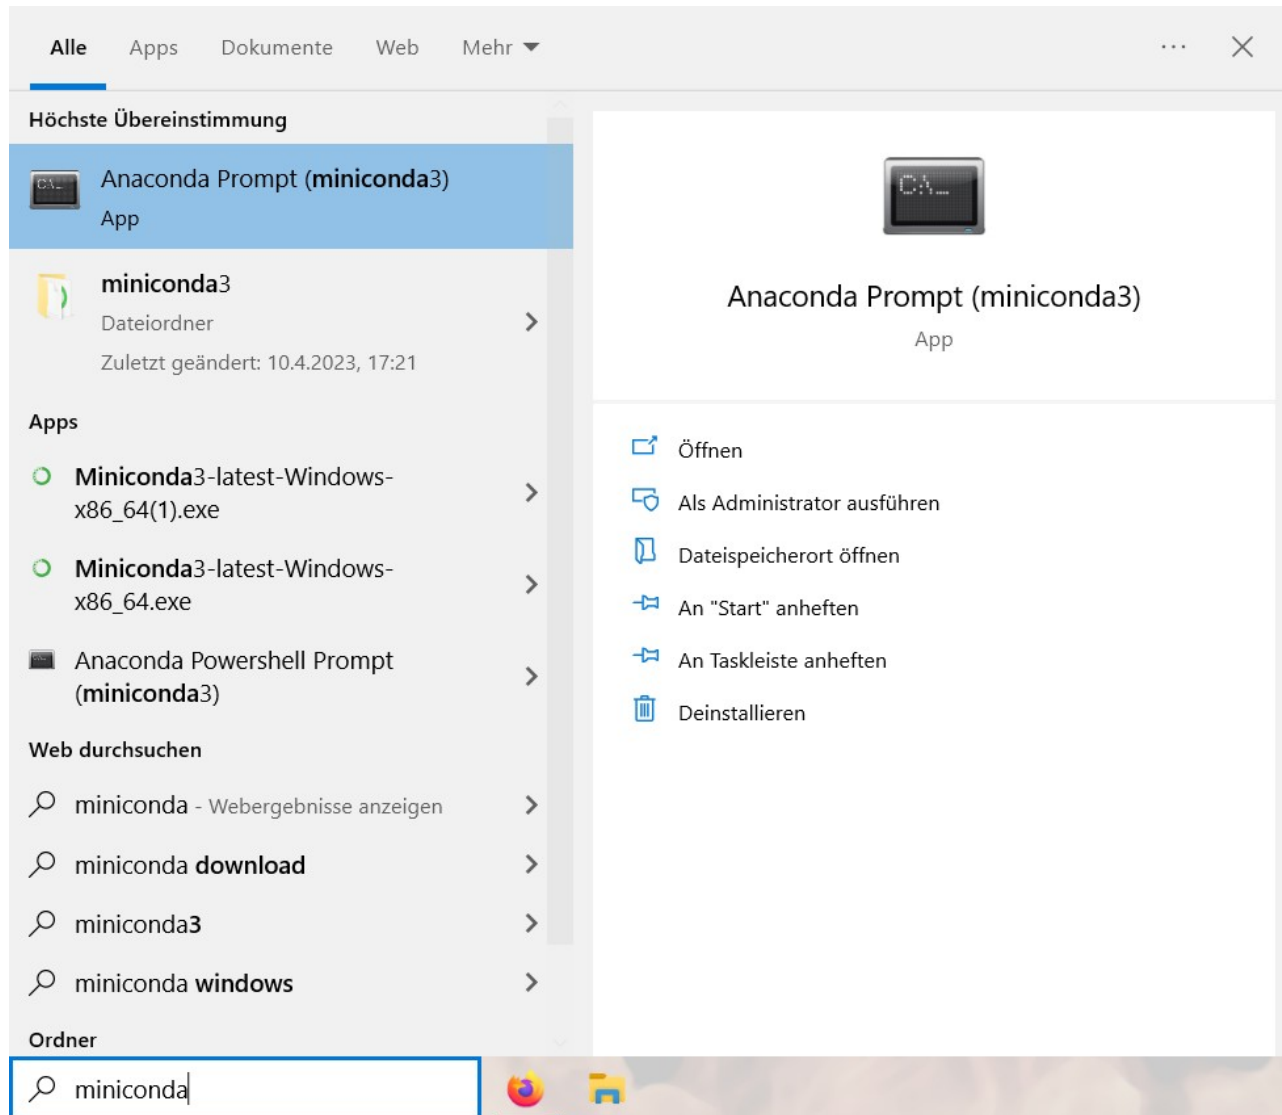 Alle Apps Dokumente Web Mehr
Höchste Übereinstimmung
Anaconda Prompt (miniconda3)
App
miniconda3
Dateiordner
Zuletzt geändert: 10.4.2023, 17:21
Apps
Miniconda3-latest-Windows-
x86_64(1).exe
Miniconda3-latest-Windows-
x86_64.exe
Anaconda Powershell Prompt
(miniconda3)
Web durchsuchen
miniconda - Webergebnisse anzeigen
miniconda download
miniconda3
miniconda windows
Ordner
miniconda
C:\_
Anaconda Prompt (miniconda3)
App
Öffnen
Als Administrator ausführen
Dateispeicherort öffnen
An "Start" anheften
An Taskleiste anheften
Deinstallieren